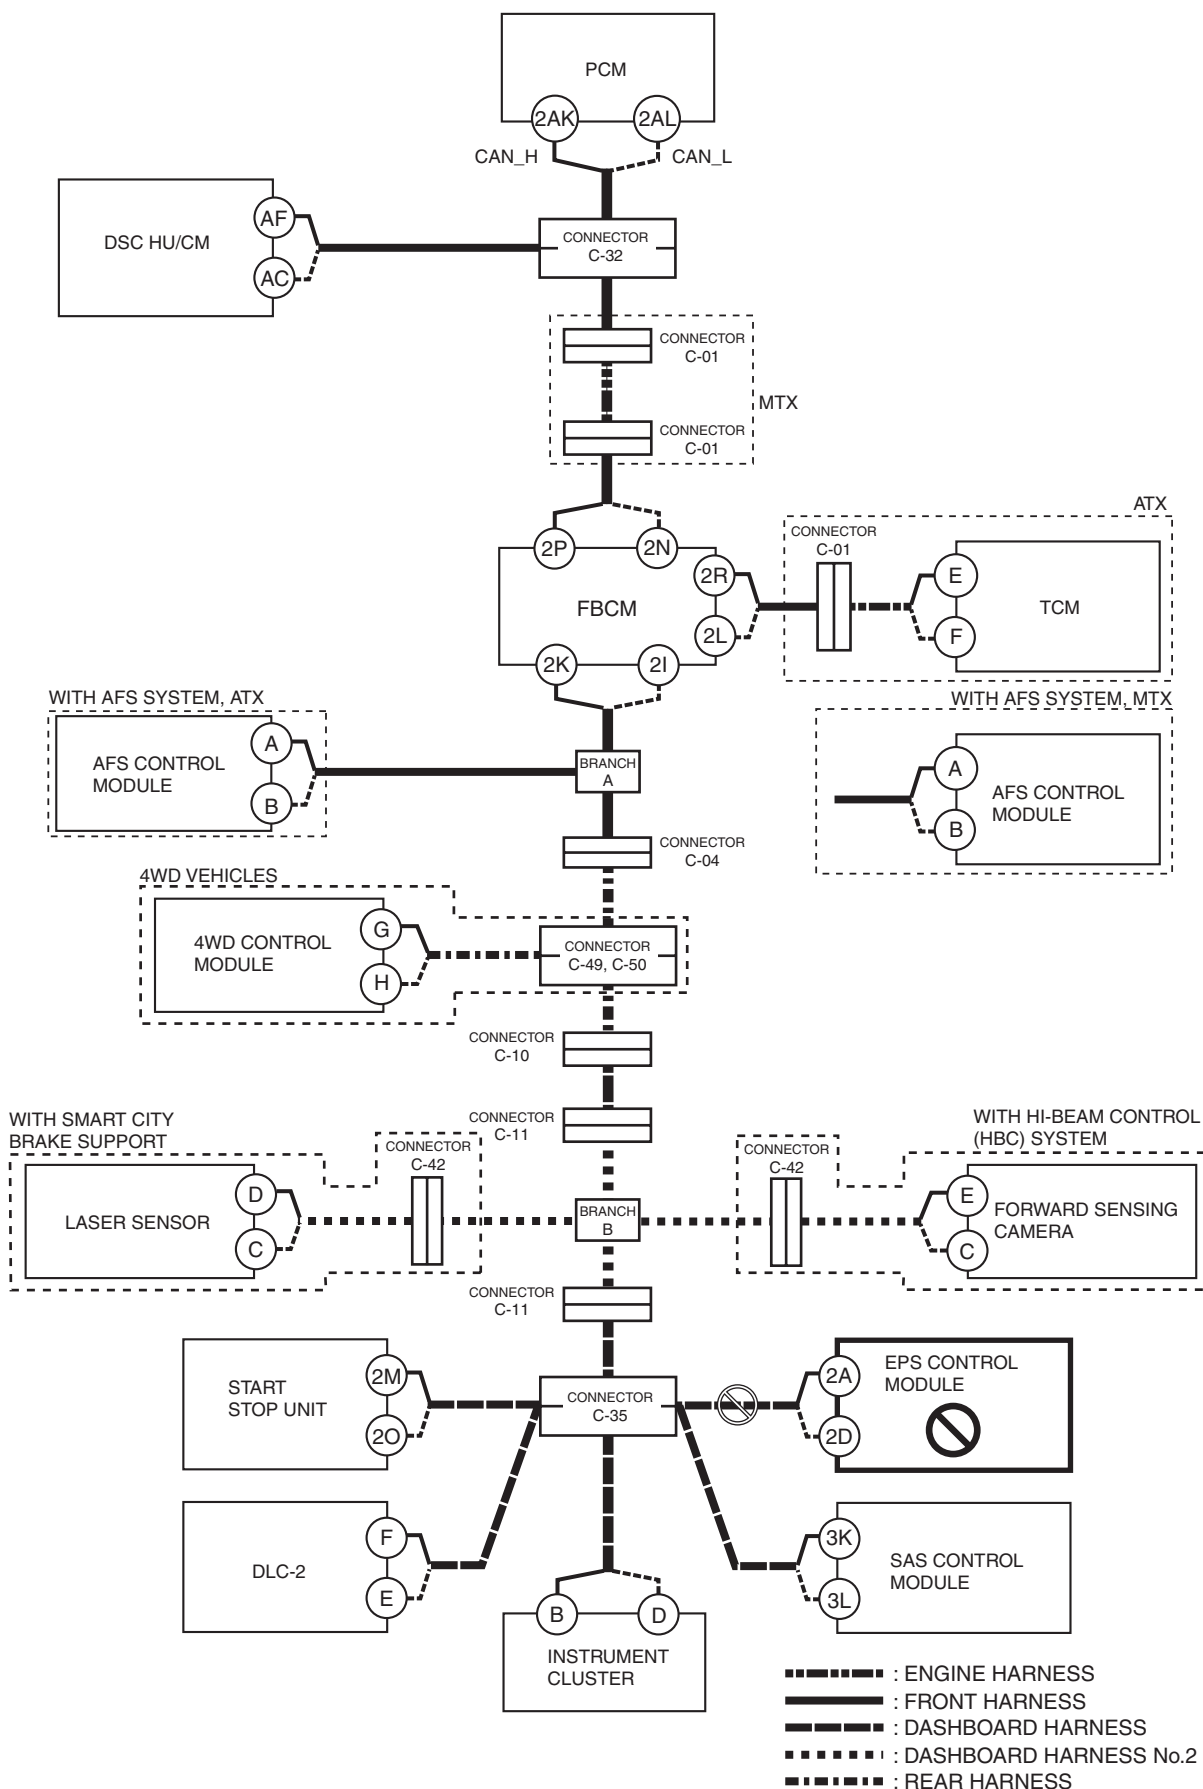 PCM
2AK
2AL
CAN_H
CAN_L
AF
DSC HU/CM
AC
CONNECTOR
C-32
CONNECTOR
C-01
MTX
CONNECTOR
C-01
ATX
CONNECTOR
C-01
2P
2N
2R
E
FBCM
TCM
2L
F
2K
2I
WITH AFS SYSTEM, ATX
WITH AFS SYSTEM, MTX
A
AFS CONTROL
MODULE
B
BRANCH
A
A
AFS CONTROL
MODULE
B
CONNECTOR
C-04
4WD VEHICLES
G
4WD CONTROL
MODULE
H
CONNECTOR
C-49, C-50
CONNECTOR
C-10
WITH SMART CITY
BRAKE SUPPORT
CONNECTOR
C-11
WITH HI-BEAM CONTROL
(HBC) SYSTEM
CONNECTOR
C-42
CONNECTOR
C-42
D
LASER SENSOR
C
BRANCH
B
E
FORWARD SENSING
CAMERA
C
CONNECTOR
C-11
2M
START
STOP UNIT
2O
CONNECTOR
C-35
2A
EPS CONTROL
MODULE
2D
F
DLC-2
E
3K
SAS CONTROL
MODULE
3L
B
D
INSTRUMENT
CLUSTER
: ENGINE HARNESS
: FRONT HARNESS
: DASHBOARD HARNESS
: DASHBOARD HARNESS No.2
: REAR HARNESS